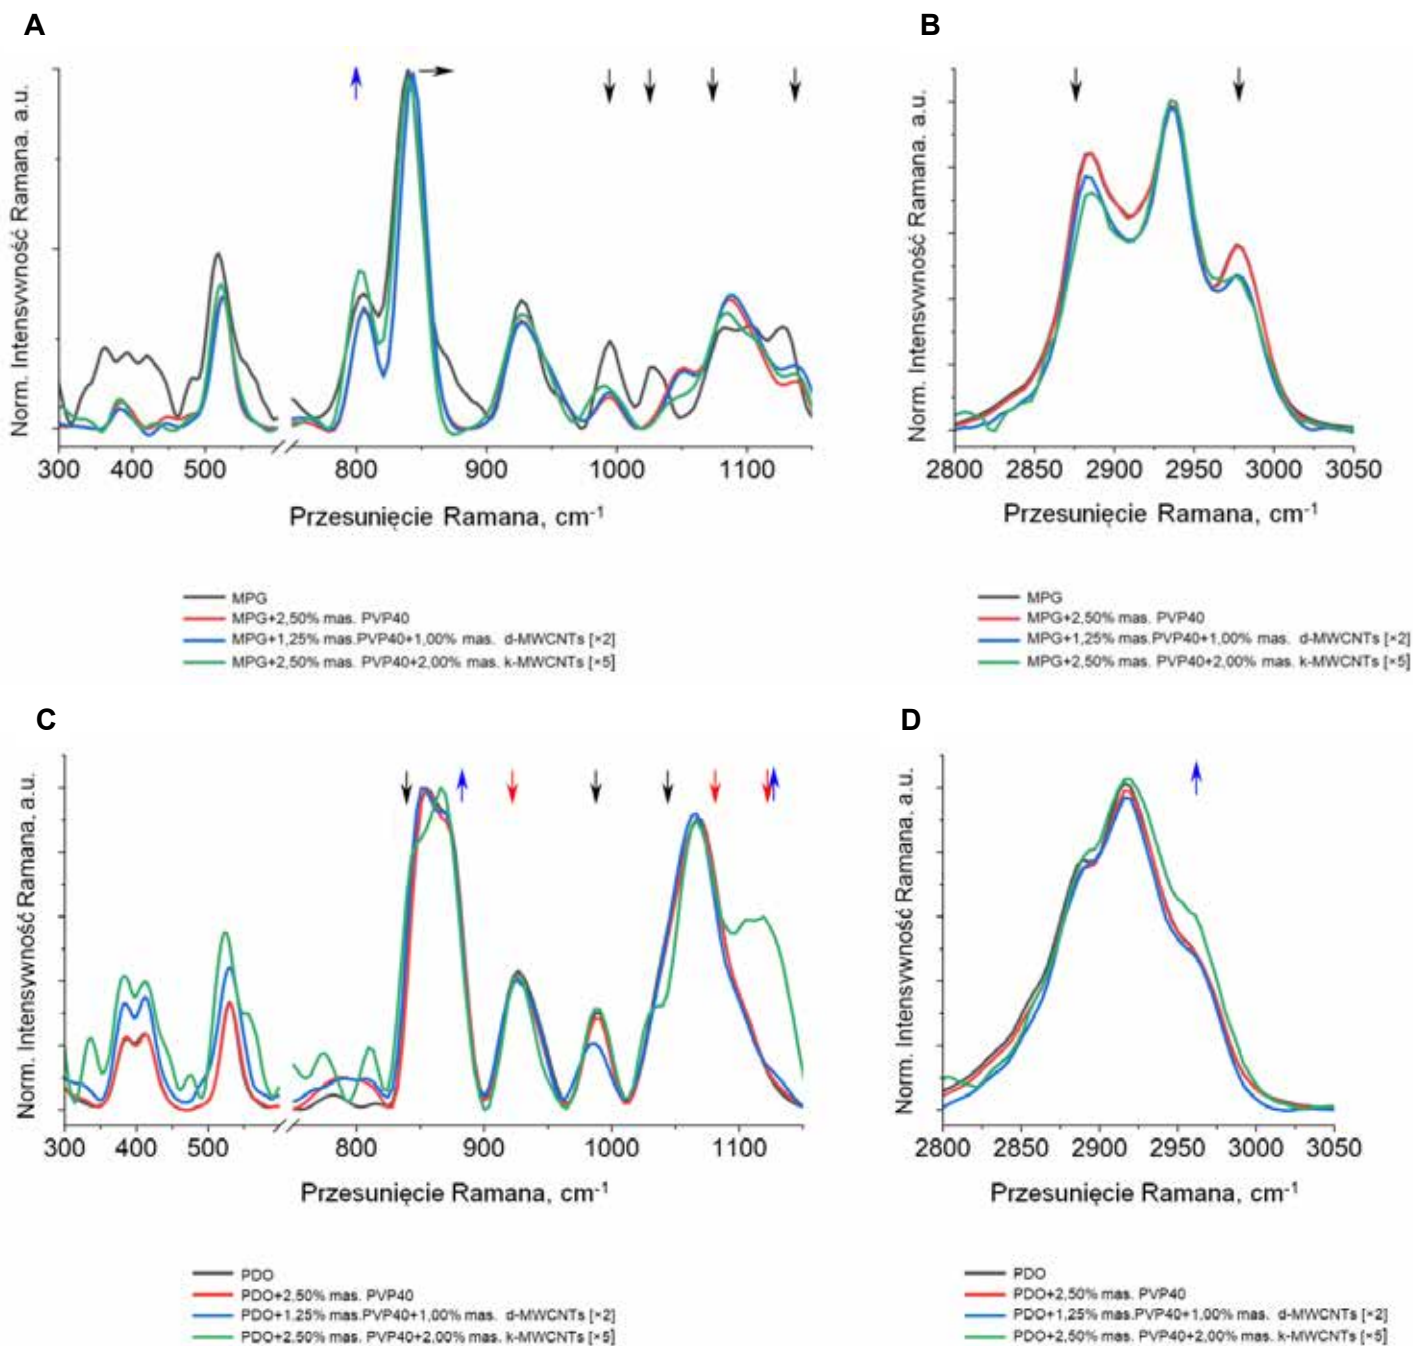 A
B
Norm. Intensywność Ramana. a.u.
300 400 500 800 900 1000 1100
Przesunięcie Ramana, cm⁻¹
Norm. Intensywność Ramana. a.u.
2800 2850 2900 2950 3000 3050
Przesunięcie Ramana, cm⁻¹
MPG
MPG+2,50% mas. PVP40
MPG+1,25% mas.PVP40+1,00% mas. d-MWCNTs [×2]
MPG+2,50% mas. PVP40+2,00% mas. k-MWCNTs [×5]
MPG
MPG+2,50% mas. PVP40
MPG+1,25% mas.PVP40+1,00% mas. d-MWCNTs [×2]
MPG+2,50% mas. PVP40+2,00% mas. k-MWCNTs [×5]
C
D
Norm. Intensywność Ramana, a.u.
300 400 500 800 900 1000 1100
Przesunięcie Ramana, cm⁻¹
Norm. Intensywność Ramana, a.u.
2800 2850 2900 2950 3000 3050
Przesunięcie Ramana, cm⁻¹
PDO
PDO+2,50% mas. PVP40
PDO+1,25% mas.PVP40+1,00% mas. d-MWCNTs [×2]
PDO+2,50% mas. PVP40+2,00% mas. k-MWCNTs [×5]
PDO
PDO+2,50% mas. PVP40
PDO+1,25% mas.PVP40+1,00% mas. d-MWCNTs [×2]
PDO+2,50% mas. PVP40+2,00% mas. k-MWCNTs [×5]